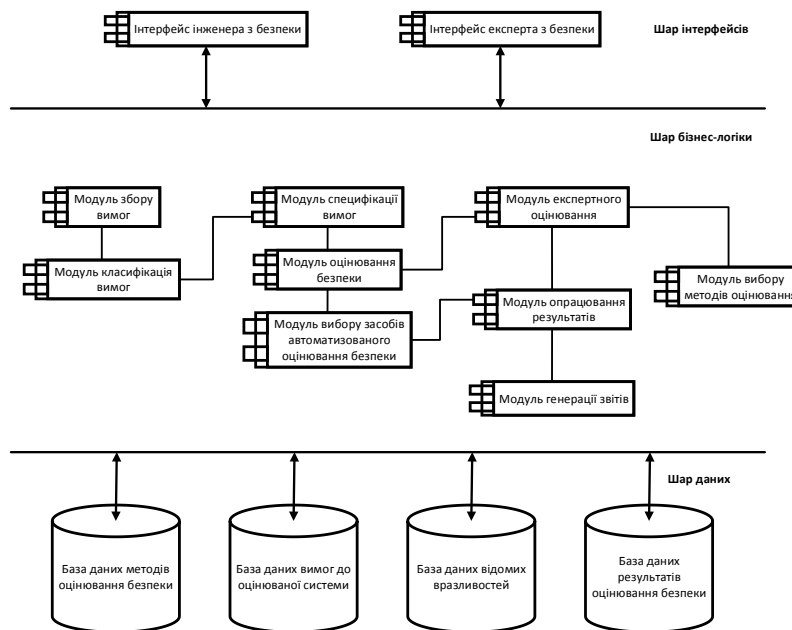 Інтерфейс інженера з безпеки
Інтерфейс експерта з безпеки
Шар інтерфейсів
Шар бізнес-логіки
Модуль збору
вимог
Модуль специфікації
вимог
Модуль експертного
оцінювання
Модуль класифікація
вимог
Модуль оцінювання
безпеки
Модуль вибору
методів оцінювання
Модуль вибору засобів
автоматизованого
оцінювання безпеки
Модуль опрацювання
результатів
Модуль генерації звітів
Шар даних
База даних методів
оцінювання безпеки
База даних вимог до
оцінюваної системи
База даних відомих
вразливостей
База даних
результатів
оцінювання безпеки